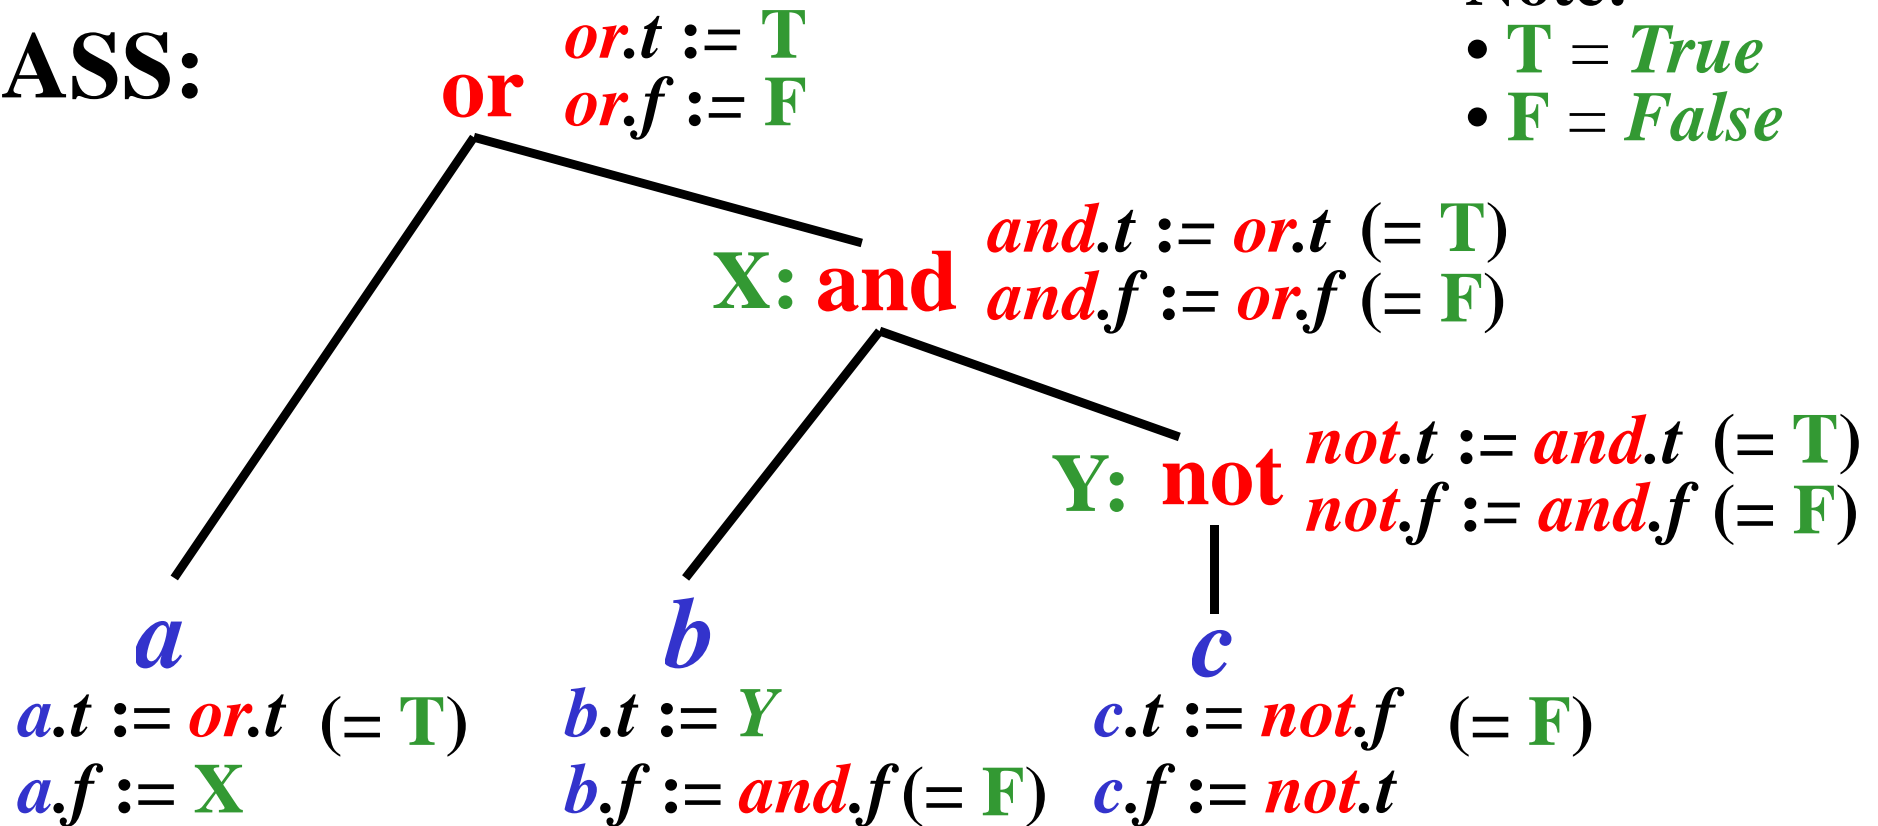 ASS:
or
or.t := T
or.f := F
• T = True
• F = False
X: and
and.t := or.t (= T)
and.f := or.f (= F)
Y: not
not.t := and.t (= T)
not.f := and.f (= F)
a
a.t := or.t (= T)
a.f := X
b
b.t := Y
b.f := and.f (= F)
c
c.t := not.f (= F)
c.f := not.t